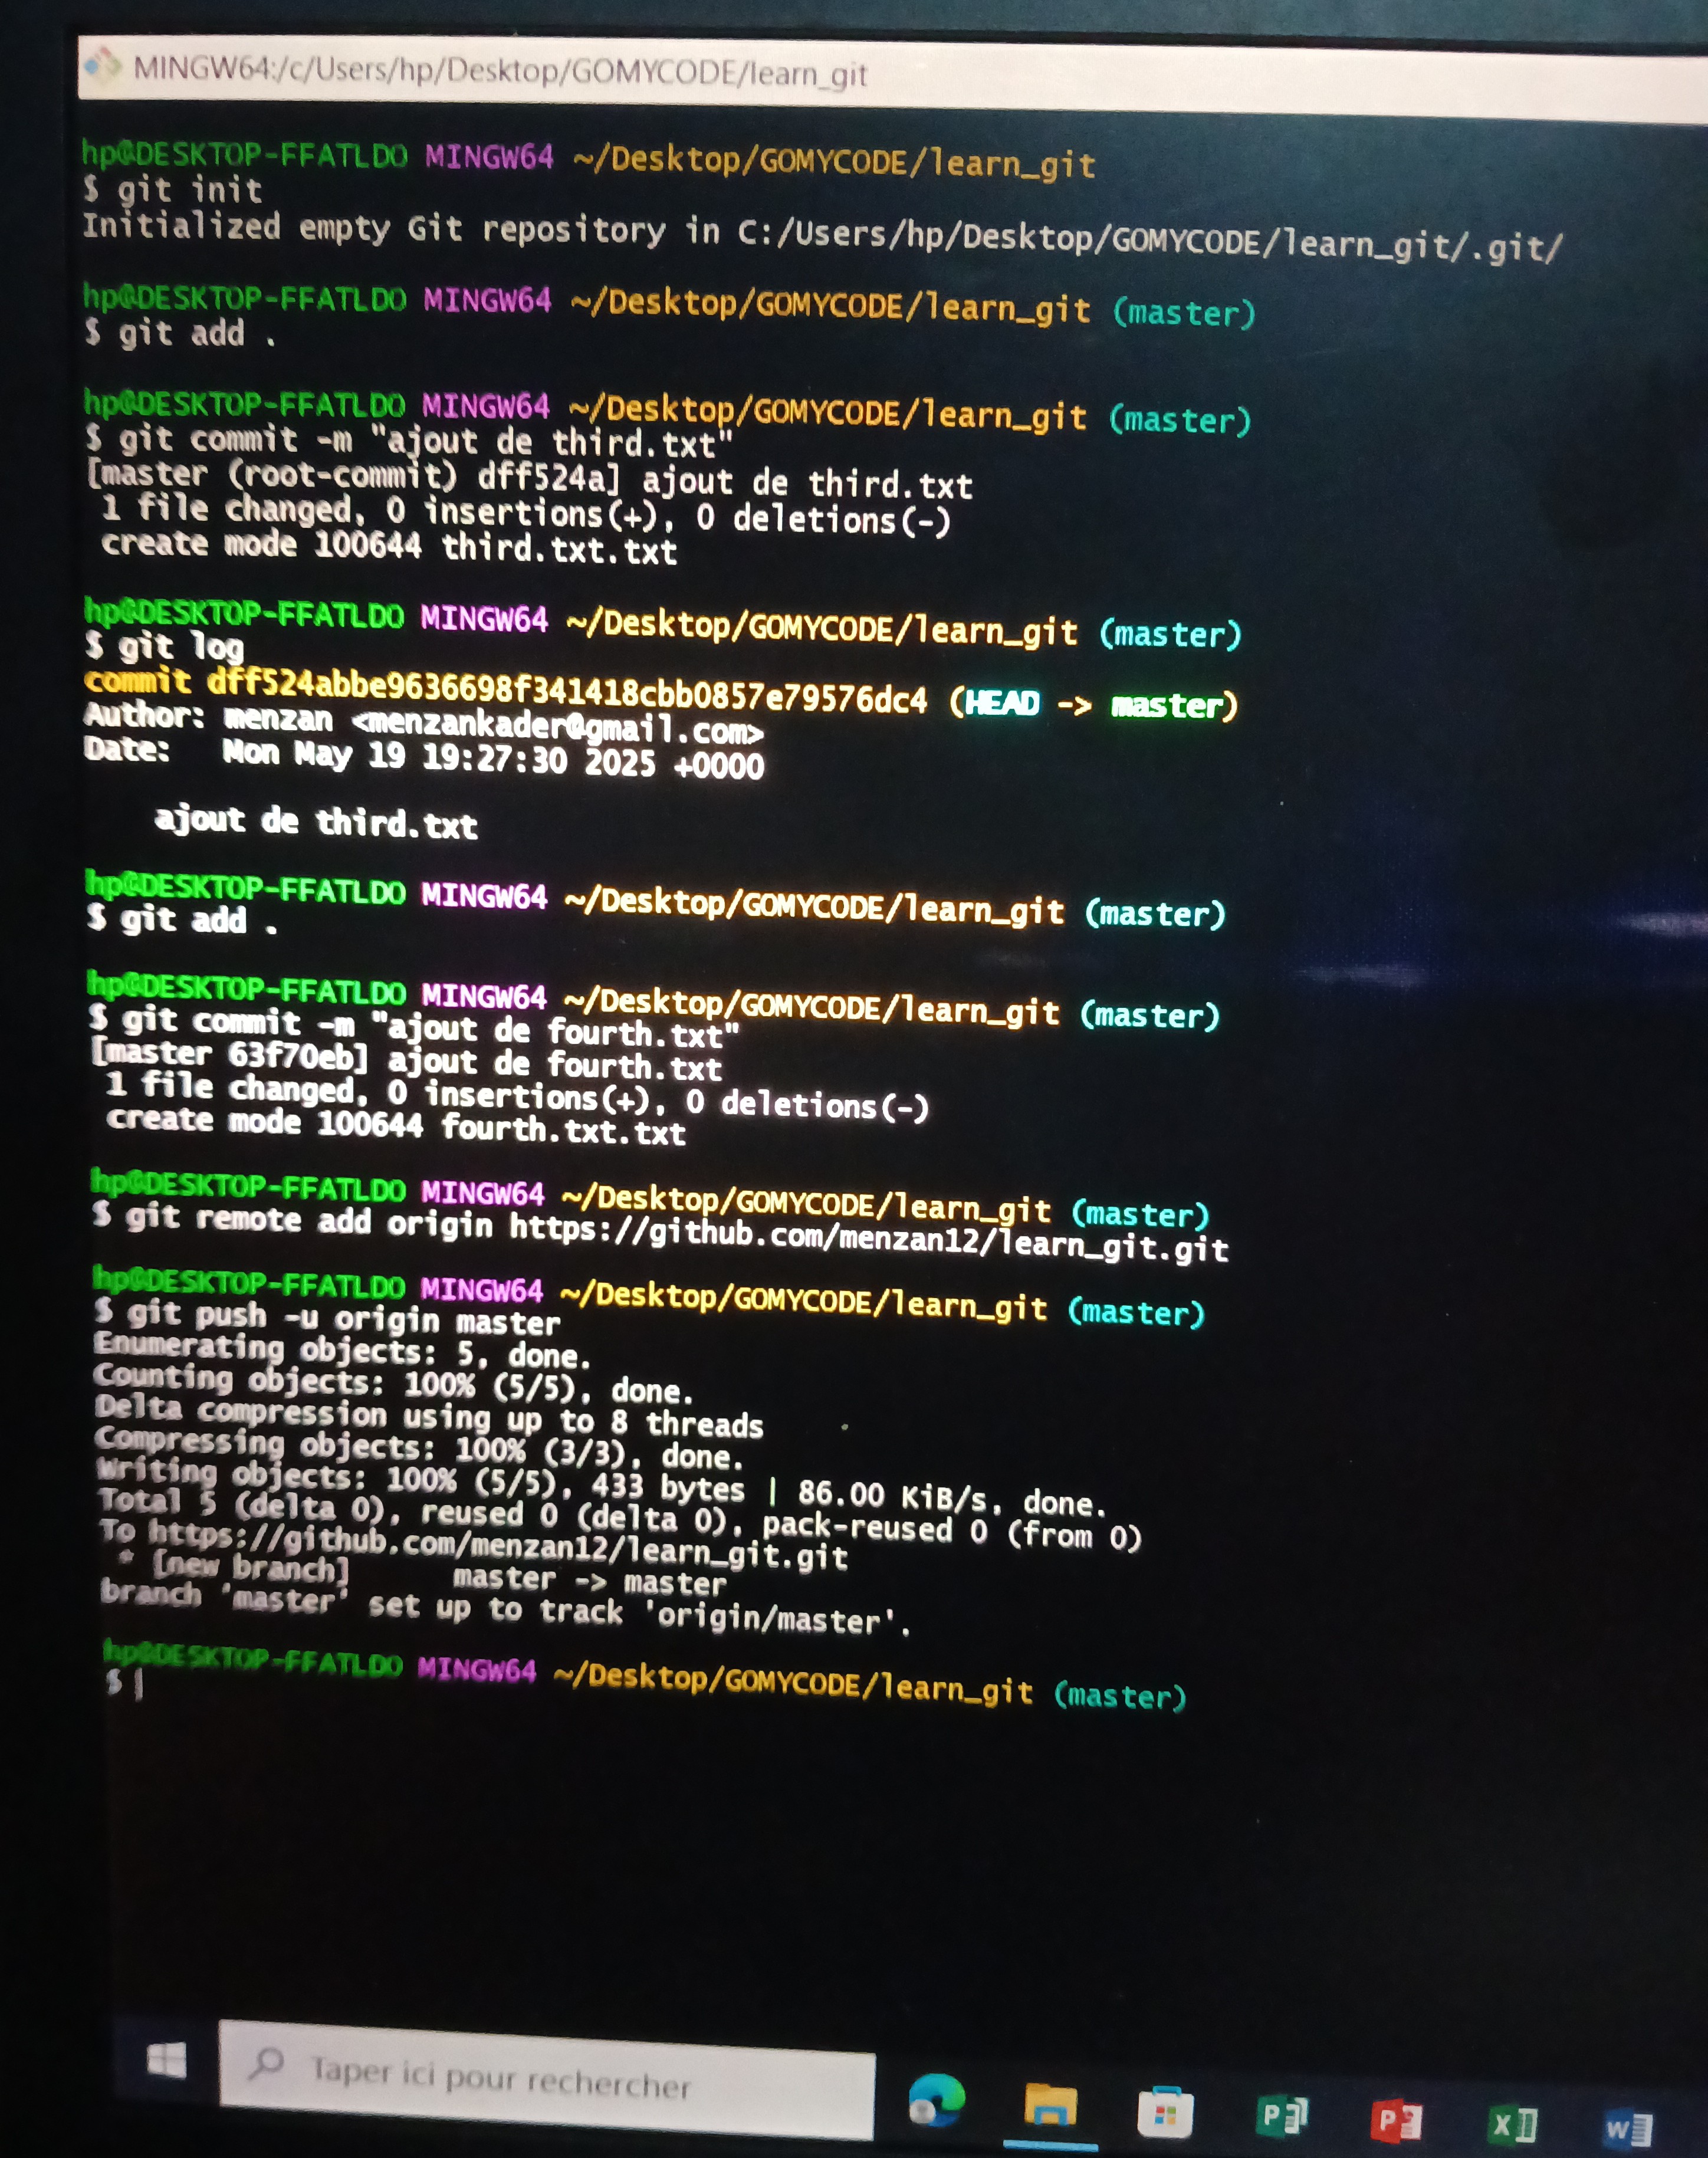 MINGW64:/c/Users/hp/Desktop/GOMYCODE/learn_git
hp@DESKTOP-FFATLDO MINGW64 ~/Desktop/GOMYCODE/learn_git
$ git init
Initialized empty Git repository in C:/Users/hp/Desktop/GOMYCODE/learn_git/.git/
hp@DESKTOP-FFATLDO MINGW64 ~/Desktop/GOMYCODE/learn_git (master)
$ git add .
hp@DESKTOP-FFATLDO MINGW64 ~/Desktop/GOMYCODE/learn_git (master)
$ git commit -m "ajout de third.txt"
[master (root-commit) dff524a] ajout de third.txt
1 file changed, 0 insertions(+), 0 deletions(-)
create mode 100644 third.txt.txt
hp@DESKTOP-FFATLDO MINGW64 ~/Desktop/GOMYCODE/learn_git (master)
$ git log
commit dff524abbe9636698f341418cbb0857e79576dc4 (HEAD -> master)
Author: menzan <menzankader@gmail.com>
Date: Mon May 19 19:27:30 2025 +0000
ajout de third.txt
hp@DESKTOP-FFATLDO MINGW64 ~/Desktop/GOMYCODE/learn_git (master)
$ git add .
hp@DESKTOP-FFATLDO MINGW64 ~/Desktop/GOMYCODE/learn_git (master)
$ git commit -m "ajout de fourth.txt"
[master 63f70eb] ajout de fourth.txt
1 file changed, 0 insertions(+), 0 deletions(-)
create mode 100644 fourth.txt.txt
hp@DESKTOP-FFATLDO MINGW64 ~/Desktop/GOMYCODE/learn_git (master)
$ git remote add origin https://github.com/menzan12/learn_git.git
hp@DESKTOP-FFATLDO MINGW64 ~/Desktop/GOMYCODE/learn_git (master)
$ git push -u origin master
Enumerating objects: 5, done.
Counting objects: 100% (5/5), done.
Delta compression using up to 8 threads
Compressing objects: 100% (3/3), done.
Writing objects: 100% (5/5), 433 bytes | 86.00 KiB/s, done.
Total 5 (delta 0), reused 0 (delta 0), pack-reused 0 (from 0)
To https://github.com/menzan12/learn_git.git
* [new branch] master -> master
branch 'master' set up to track 'origin/master'.
hp@DESKTOP-FFATLDO MINGW64 ~/Desktop/GOMYCODE/learn_git (master)
$
Taper ici pour rechercher
P
P
X
W